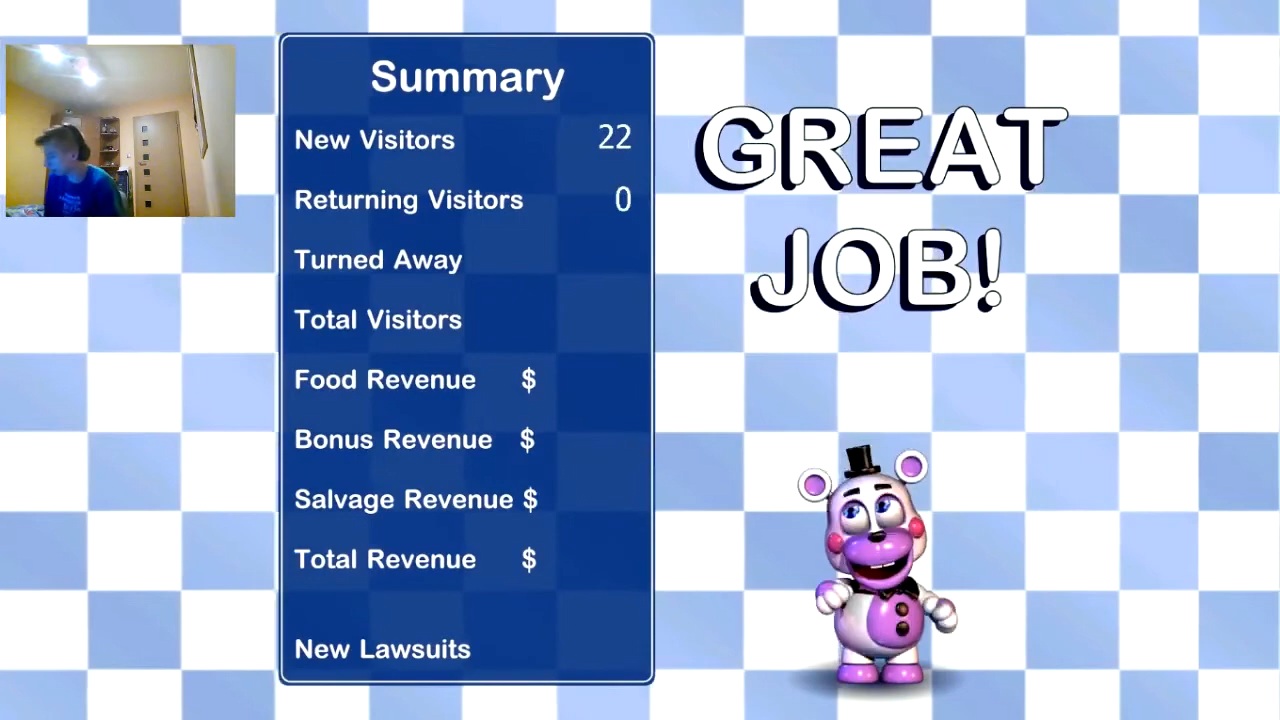 Summary
New Visitors 22
Returning Visitors 0
Turned Away
Total Visitors
Food Revenue $
Bonus Revenue $
Salvage Revenue $
Total Revenue $
New Lawsuits
GREAT
JOB!